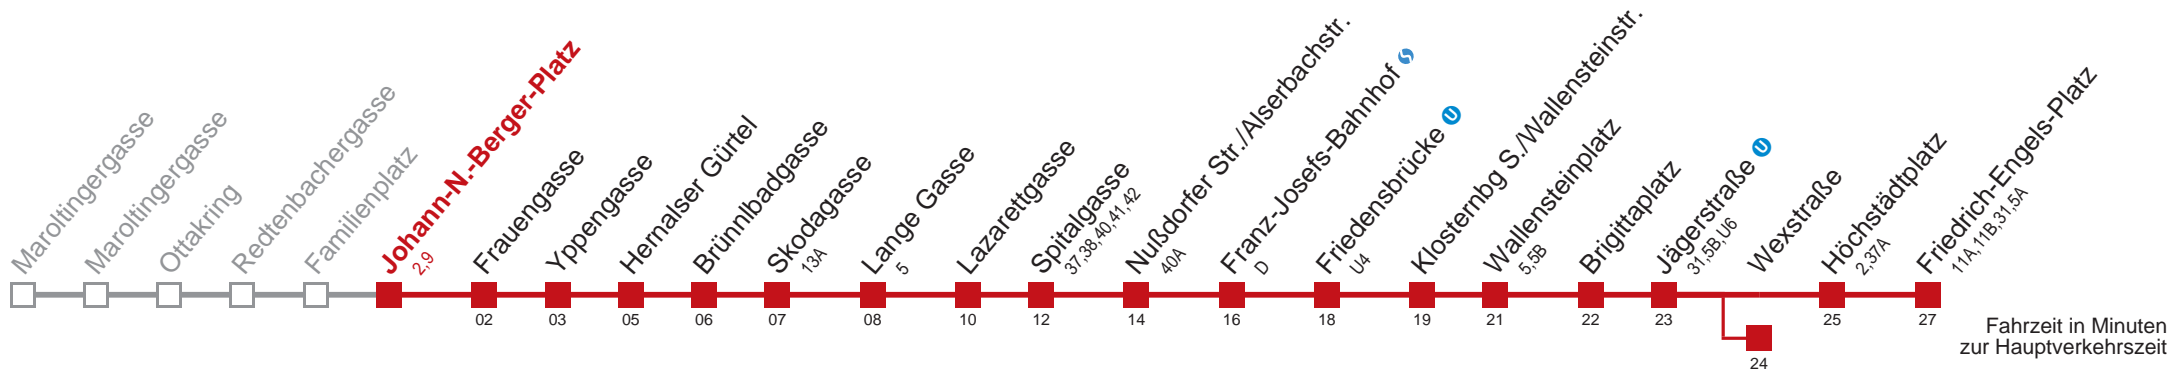 Maroltingergasse
Maroltingergasse
Ottakring
Redtenbachergasse
Familienplatz
Johann-N.-Berger-Platz
2,9
Frauengasse
Yppengasse
Hernalser Gürtel
Brünnlbadgasse
Skodagasse
13A
Lange Gasse
5
Lazarettgasse
Spitalgasse
37,38,40,41,42
Nußdorfer Str./Alserbachstr.
40A
Franz-Josefs-Bahnhof
D
Friedensbrücke U
U4
Klosternbg S./Wallensteinstr.
Wallensteinplatz
5,5B
Brigittaplatz
Jägerstraße U
31,5B,U6
Wexstraße
Höchstädtplatz
2,37A
Friedrich-Engels-Platz
11A,11B,31,5A
02 03 05 06 07 08 10 12 14 16 18 19 21 22 23 25 27
24
Fahrzeit in Minuten
zur Hauptverkehrszeit